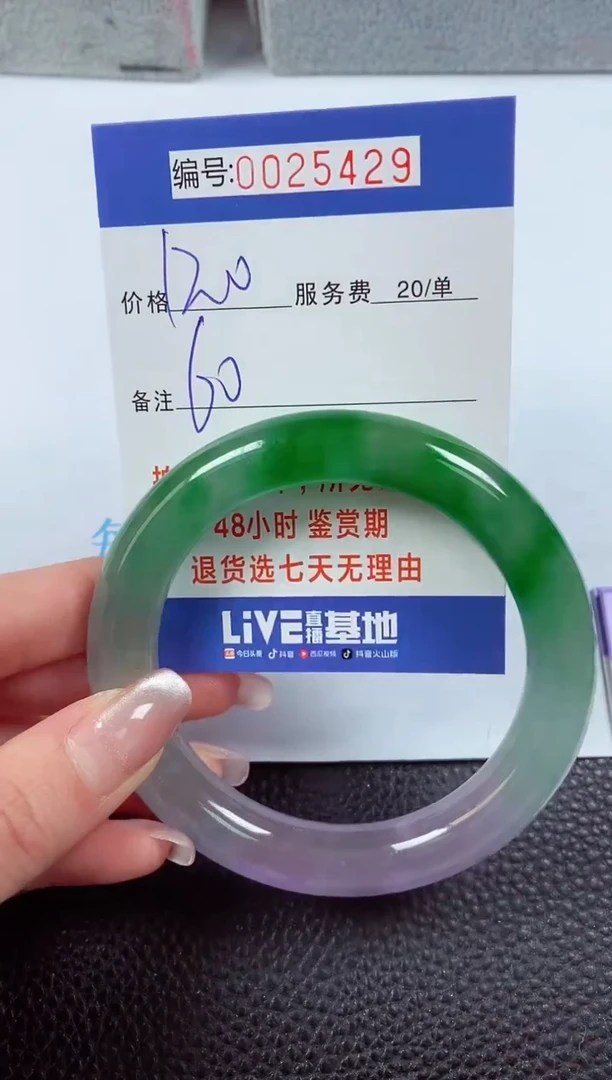 编号:0025429
价格 120 服务费 20/单
备注 60
48小时 鉴赏期
退货选七天无理由
LiVE直播基地
今日头条 抖音 西瓜视频 抖音火山版